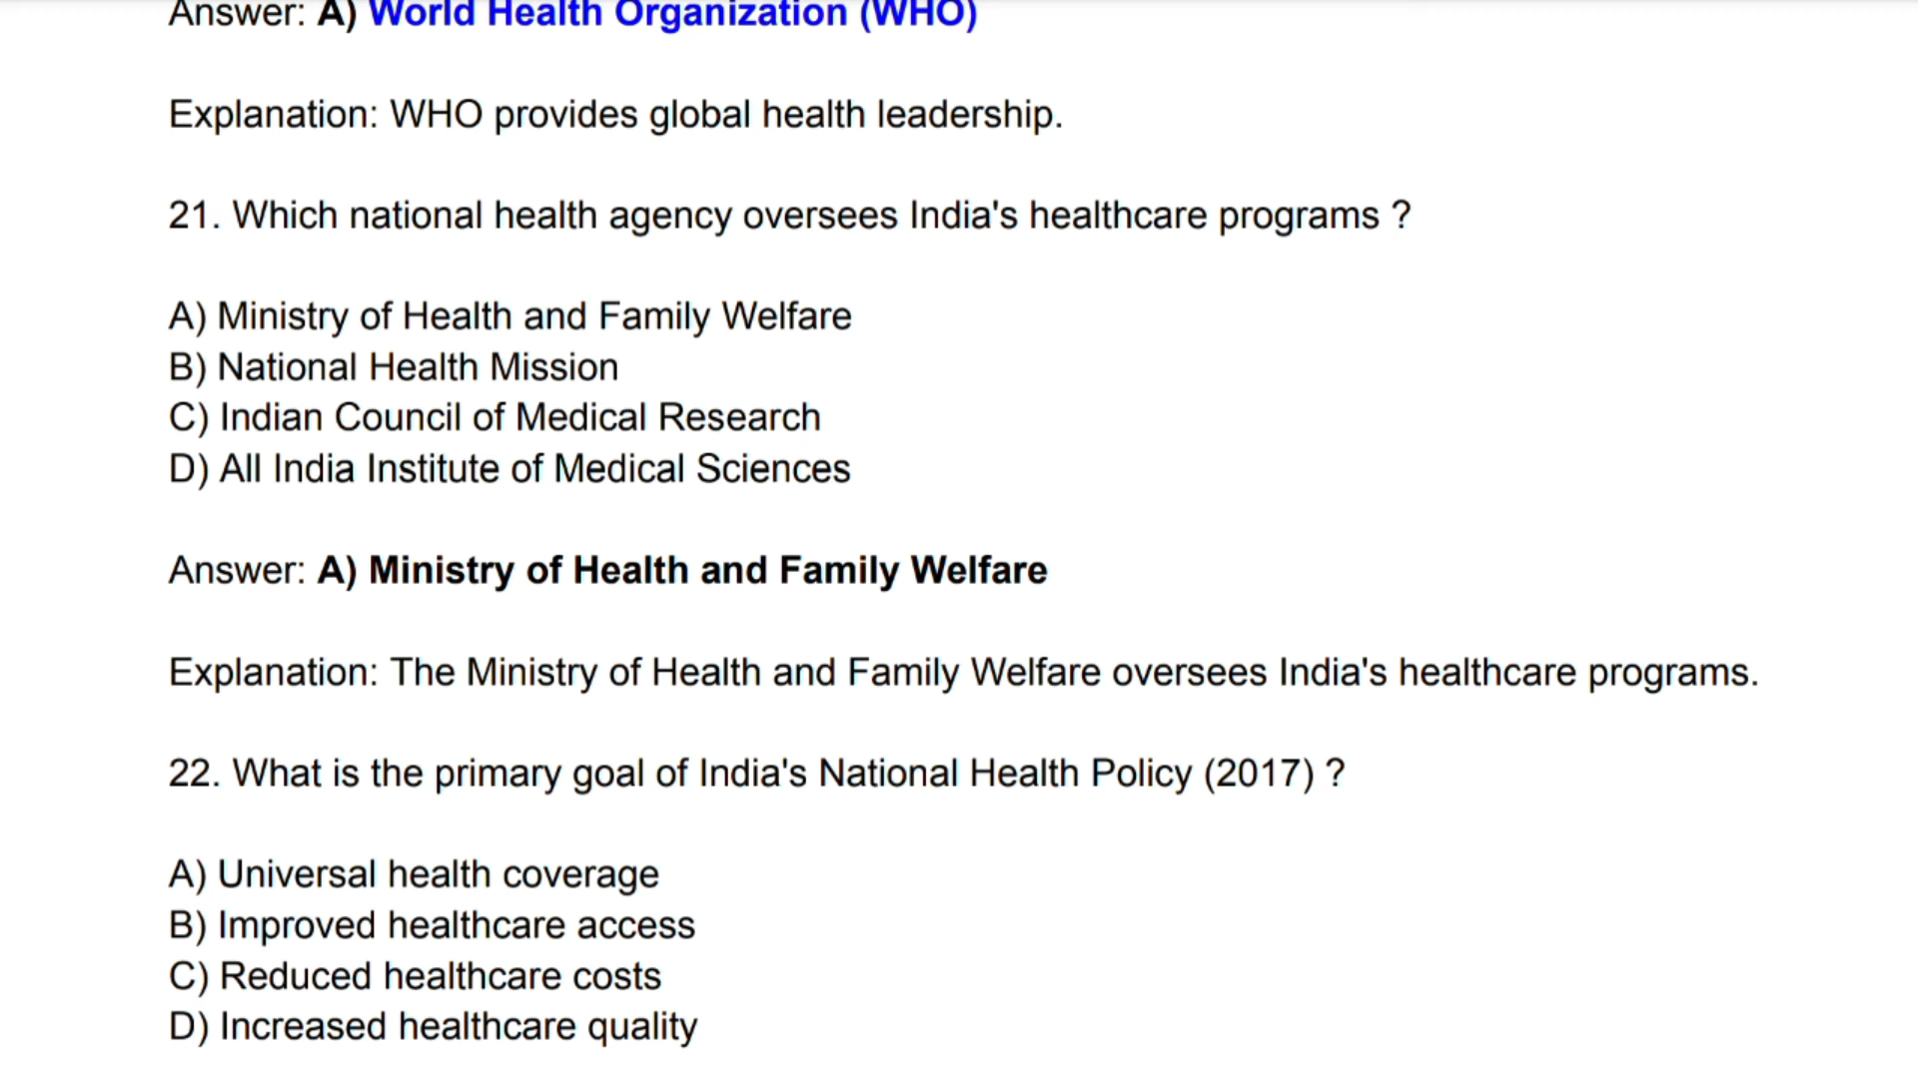 Answer: A) World Health Organization (WHO)
Explanation: WHO provides global health leadership.
21. Which national health agency oversees India's healthcare programs ?
A) Ministry of Health and Family Welfare
B) National Health Mission
C) Indian Council of Medical Research
D) All India Institute of Medical Sciences
Answer: A) Ministry of Health and Family Welfare
Explanation: The Ministry of Health and Family Welfare oversees India's healthcare programs.
22. What is the primary goal of India's National Health Policy (2017) ?
A) Universal health coverage
B) Improved healthcare access
C) Reduced healthcare costs
D) Increased healthcare quality